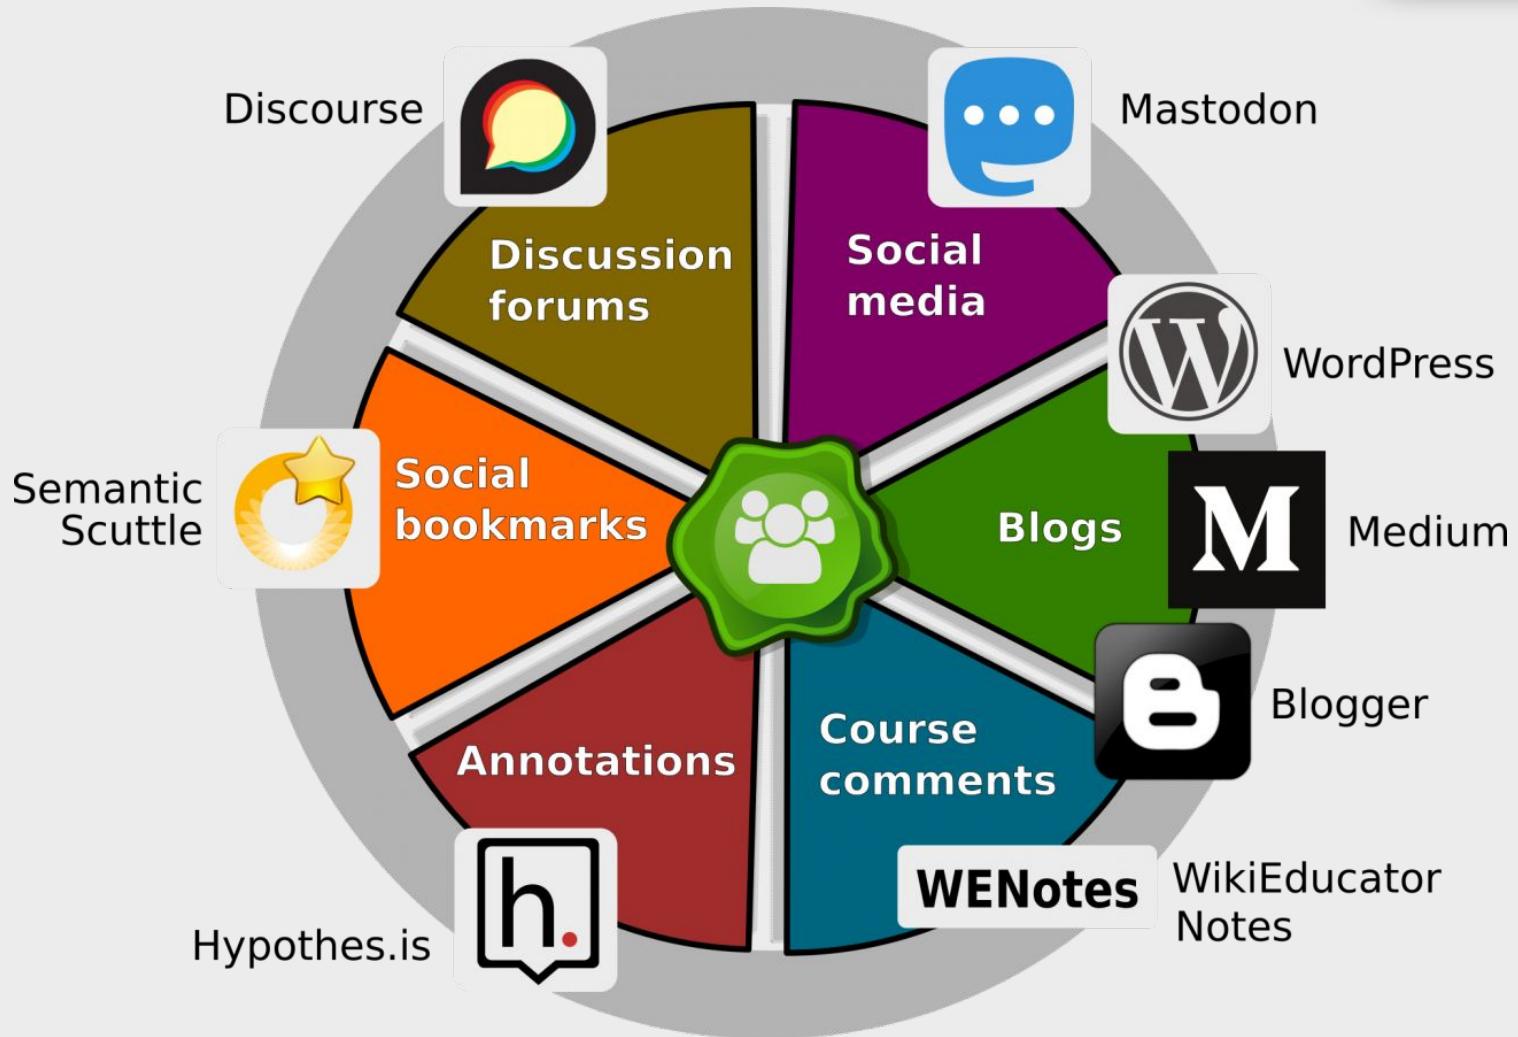 Discourse
Mastodon
Discussion
forums
Social
media
WordPress
Semantic
Scuttle
Social
bookmarks
Blogs
M
Medium
Blogger
Annotations
Course
comments
h.
Hypothes.is
WENotes
WikiEducator
Notes